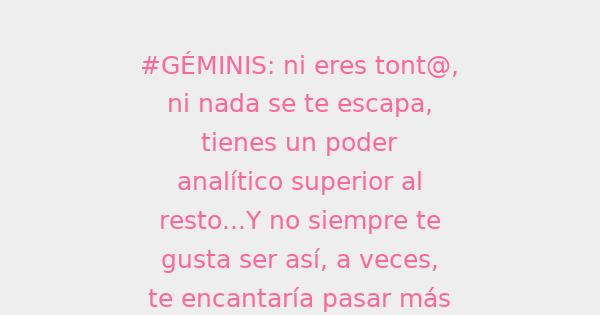 #GÉMINIS: ni eres tont@,
ni nada se te escapa,
tienes un poder
analítico superior al
resto...Y no siempre te
gusta ser así, a veces,
te encantaría pasar más